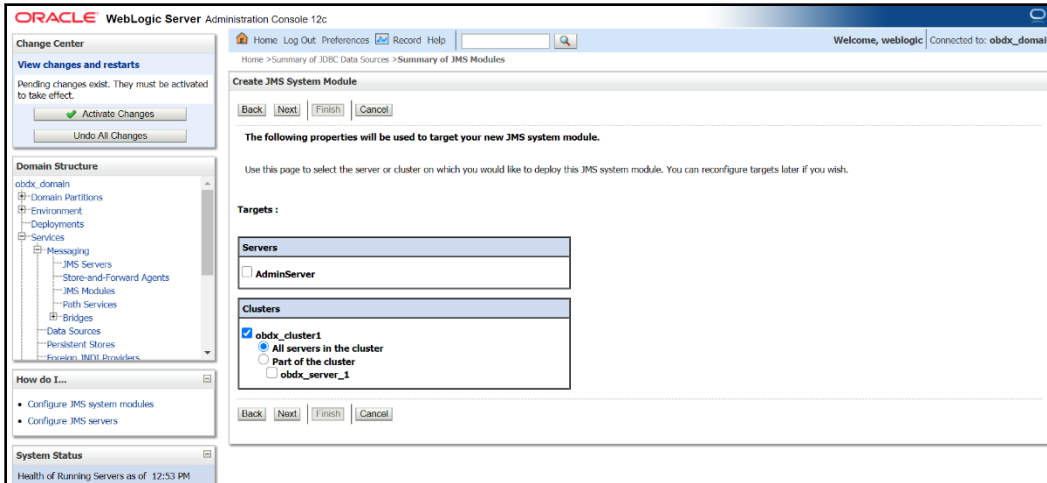 ORACLE WebLogic Server Administration Console 12c
Change Center
View changes and restarts
Pending changes exist. They must be activated
to take effect.
Activate Changes
Undo All Changes
Domain Structure
obdx_domain
Domain Partitions
Environment
Deployments
Services
Messaging
JMS Servers
Store-and-Forward Agents
JMS Modules
Path Services
Bridges
Data Sources
Persistent Stores
Foreign JNDI Providers
How do I...
Configure JMS system modules
Configure JMS servers
System Status
Health of Running Servers as of 12:53 PM
Home Log Out Preferences Record Help
Welcome, weblogic Connected to: obdx_domai
Home >Summary of JDBC Data Sources >Summary of JMS Modules
Create JMS System Module
Back Next Finish Cancel
The following properties will be used to target your new JMS system module.
Use this page to select the server or cluster on which you would like to deploy this JMS system module. You can reconfigure targets later if you wish.
Targets :
Servers
AdminServer
Clusters
obdx_cluster1
All servers in the cluster
Part of the cluster
obdx_server_1
Back Next Finish Cancel